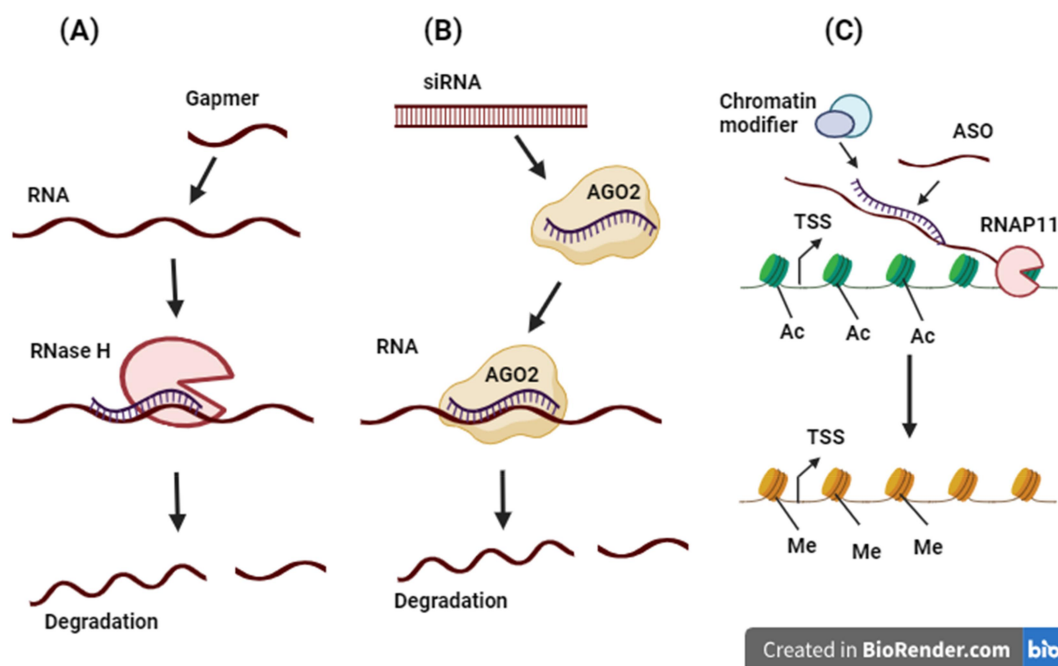 (A)
Gapmer
RNA
RNase H
Degradation
(B)
siRNA
AGO2
RNA
AGO2
Degradation
(C)
Chromatin
modifier
ASO
TSS
RNAP11
Ac
Ac
Ac
TSS
Me
Me
Me
Created in BioRender.com bio